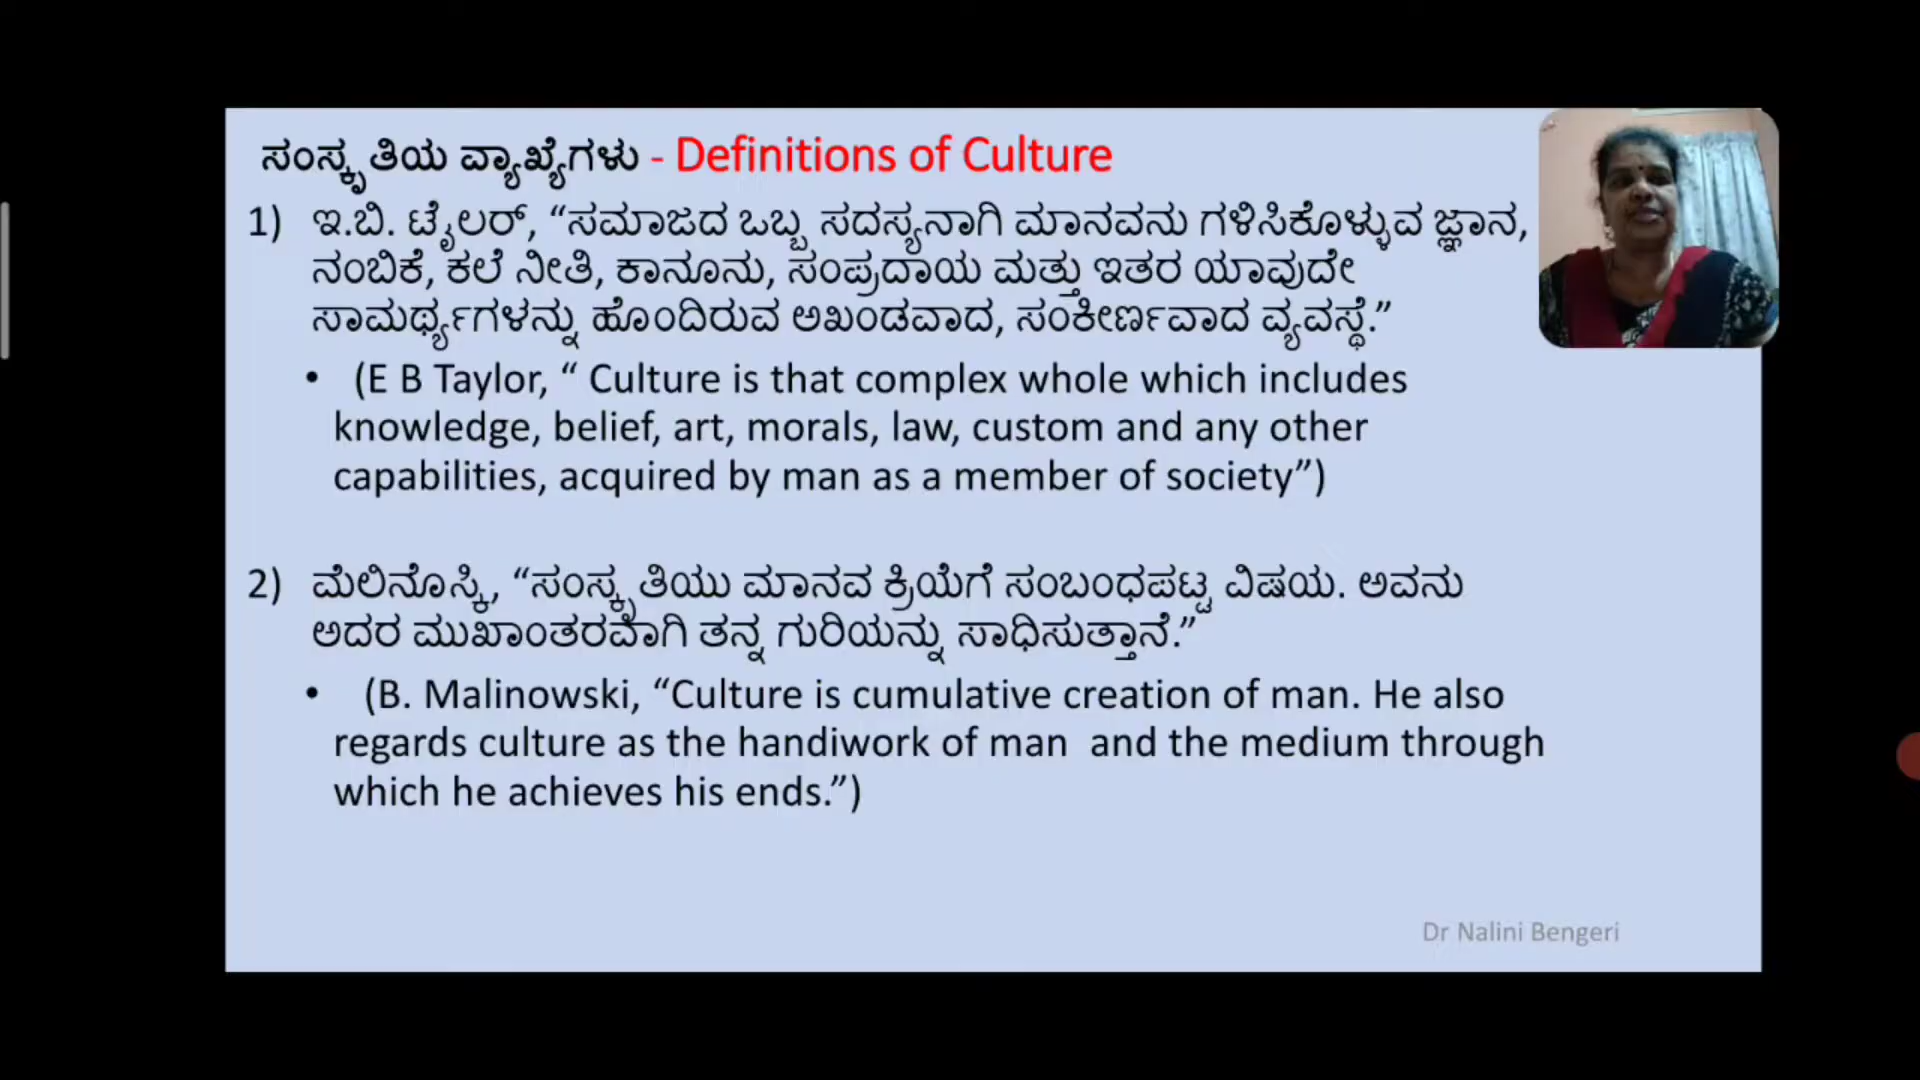 ಸಂಸ್ಕೃತಿಯ ವ್ಯಾಖ್ಯೆಗಳು - Definitions of Culture
1) ಇ.ಬಿ. ಟೈಲರ್, “ಸಮಾಜದ ಒಬ್ಬ ಸದಸ್ಯನಾಗಿ ಮಾನವನು ಗಳಿಸಿಕೊಳ್ಳುವ ಜ್ಞಾನ,
ನಂಬಿಕೆ, ಕಲೆ ನೀತಿ, ಕಾನೂನು, ಸಂಪ್ರದಾಯ ಮತ್ತು ಇತರ ಯಾವುದೇ
ಸಾಮರ್ಥ್ಯಗಳನ್ನು ಹೊಂದಿರುವ ಅಖಂಡವಾದ, ಸಂಕೀರ್ಣವಾದ ವ್ಯವಸ್ಥೆ.”
• (E B Taylor, “ Culture is that complex whole which includes
knowledge, belief, art, morals, law, custom and any other
capabilities, acquired by man as a member of society”)
2) ಮೆಲಿನೊಸ್ಕಿ, “ಸಂಸ್ಕೃತಿಯು ಮಾನವ ಕ್ರಿಯೆಗೆ ಸಂಬಂಧಪಟ್ಟ ವಿಷಯ. ಅವನು
ಅದರ ಮುಖಾಂತರವಾಗಿ ತನ್ನ ಗುರಿಯನ್ನು ಸಾಧಿಸುತ್ತಾನೆ.”
• (B. Malinowski, “Culture is cumulative creation of man. He also
regards culture as the handiwork of man and the medium through
which he achieves his ends.”)
Dr Nalini Bengeri